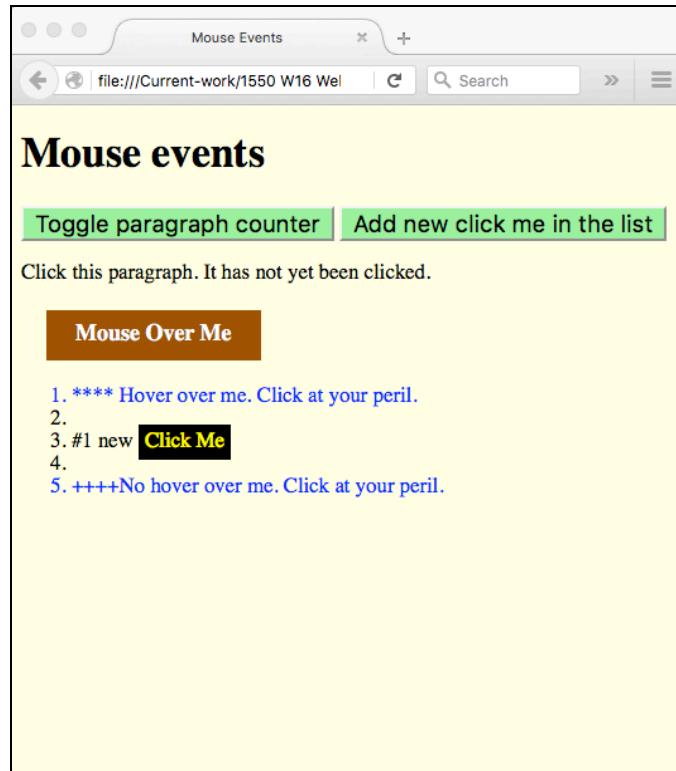 Mouse Events
file:///Current-work/1550 W16 Wel
Search
Mouse events
Toggle paragraph counter Add new click me in the list
Click this paragraph. It has not yet been clicked.
Mouse Over Me
1. **** Hover over me. Click at your peril.
2.
3. #1 new Click Me
4.
5. ++++No hover over me. Click at your peril.